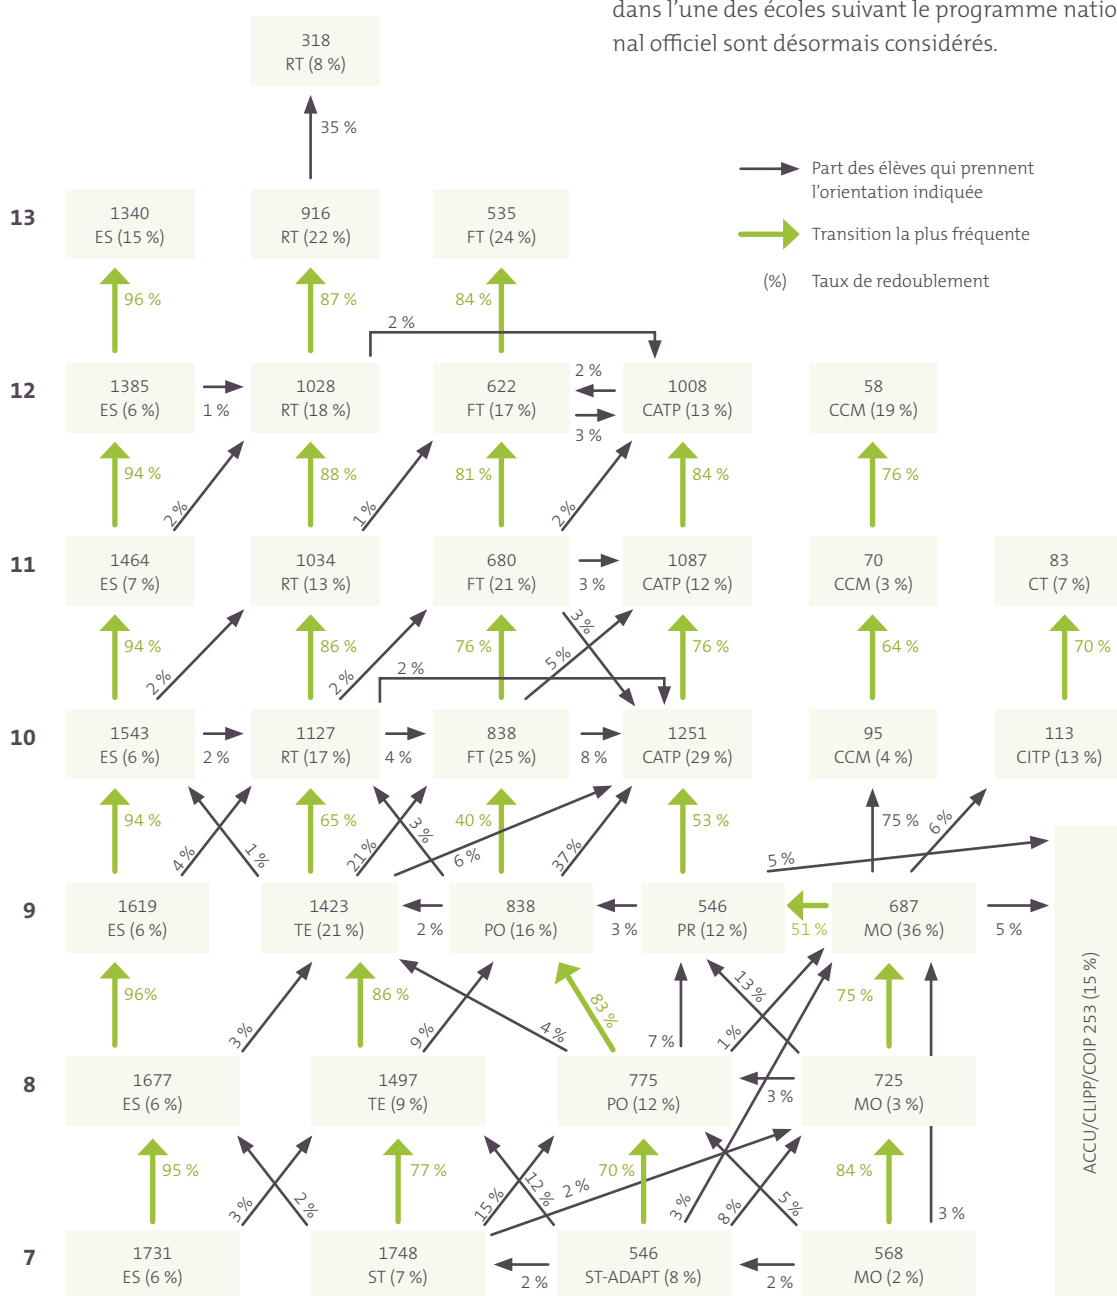 dans l’une des écoles suivant le programme natio
nal officiel sont désormais considérés.
318
RT (8 %)
35 %
Part des élèves qui prennent
l’orientation indiquée
Transition la plus fréquente
(%) Taux de redoublement
13
1340
ES (15 %)
916
RT (22 %)
535
FT (24 %)
96 %
87 %
84 %
2 %
12
1385
ES (6 %)
1 %
1028
RT (18 %)
622
FT (17 %)
2 %
3 %
1008
CATP (13 %)
58
CCM (19 %)
94 %
2 %
88 %
1 %
81 %
2 %
84 %
76 %
11
1464
ES (7 %)
1034
RT (13 %)
680
FT (21 %)
3 %
1087
CATP (12 %)
70
CCM (3 %)
83
CT (7 %)
94 %
2 %
86 %
2 %
2 %
76 %
5 %
3 %
76 %
64 %
70 %
10
1543
ES (6 %)
2 %
1127
RT (17 %)
4 %
838
FT (25 %)
8 %
1251
CATP (29 %)
95
CCM (4 %)
113
CITP (13 %)
94 %
4 %
1 %
65 %
21 %
3 %
6 %
40 %
37 %
53 %
5 %
75 %
6 %
9
1619
ES (6 %)
1423
TE (21 %)
2 %
838
PO (16 %)
3 %
546
PR (12 %)
51 %
687
MO (36 %)
5 %
96%
3 %
86 %
9 %
4 %
83 %
7 %
1 %
13 %
75 %
ACCU/CLIPP/COIP 253 (15 %)
8
1677
ES (6 %)
1497
TE (9 %)
775
PO (12 %)
3 %
725
MO (3 %)
95 %
3 %
2 %
77 %
15 %
12 %
2 %
70 %
3 %
8 %
5 %
84 %
3 %
7
1731
ES (6 %)
1748
ST (7 %)
2 %
546
ST-ADAPT (8 %)
2 %
568
MO (2 %)